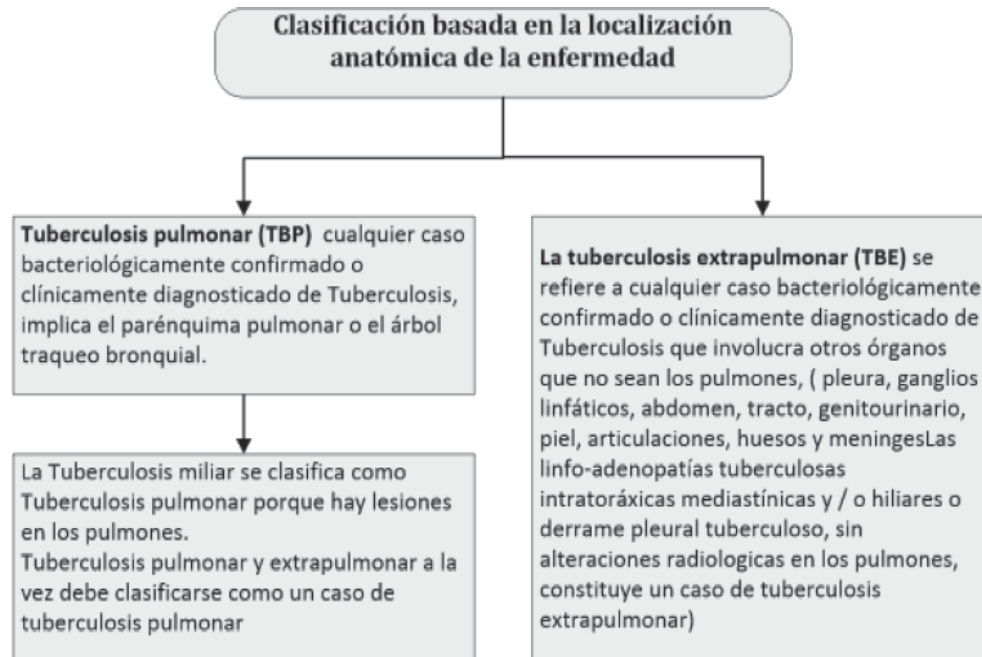 Clasificación basada en la localización
anatómica de la enfermedad
Tuberculosis pulmonar (TBP) cualquier caso
bacteriológicamente confirmado o
clínicamente diagnosticado de Tuberculosis,
implica el parénquima pulmonar o el árbol
traqueo bronquial.
La Tuberculosis miliar se clasifica como
Tuberculosis pulmonar porque hay lesiones
en los pulmones.
Tuberculosis pulmonar y extrapulmonar a la
vez debe clasificarse como un caso de
tuberculosis pulmonar
La tuberculosis extrapulmonar (TBE) se
refiere a cualquier caso bacteriológicamente
confirmado o clínicamente diagnosticado de
Tuberculosis que involucra otros órganos
que no sean los pulmones, ( pleura, ganglios
linfáticos, abdomen, tracto, genitourinario,
piel, articulaciones, huesos y meningesLas
linfo-adenopatías tuberculosas
intratoráxicas mediastínicas y / o hiliares o
derrame pleural tuberculoso, sin
alteraciones radiologicas en los pulmones,
constituye un caso de tuberculosis
extrapulmonar)